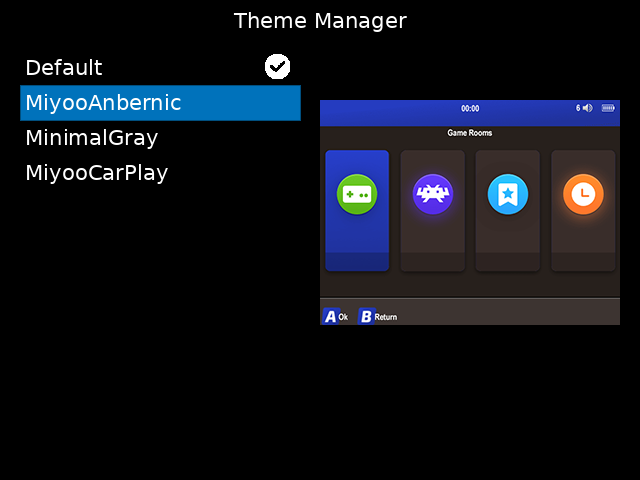 Theme Manager
Default
MiyooAnbernic
MinimalGray
MiyooCarPlay
00:00
6
Game Rooms
A Ok B Return